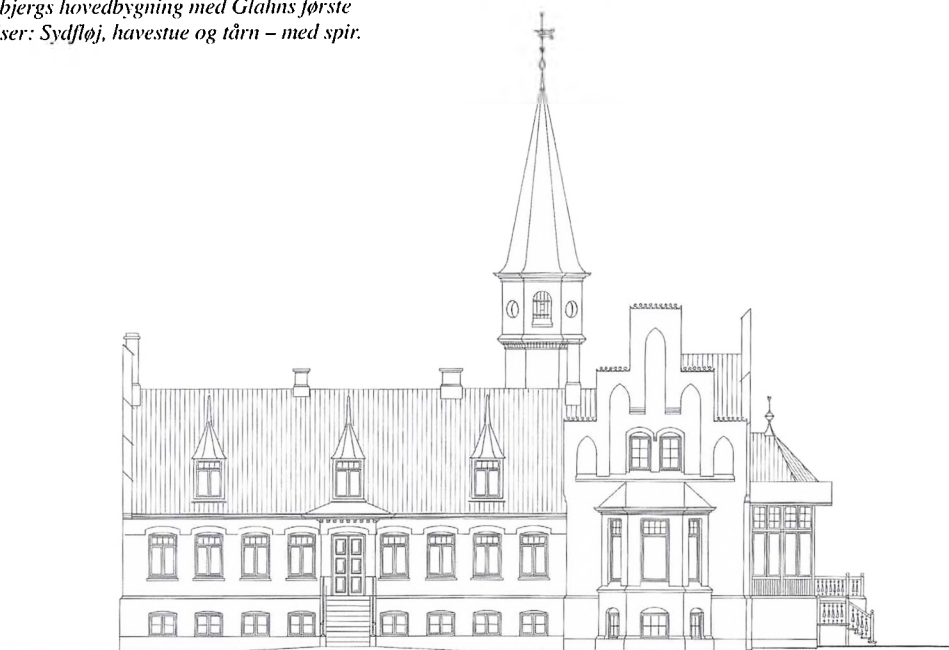 bjergs hovedbygning med Glahns første
ser: Sydfløj, havestue og tårn – med spir.